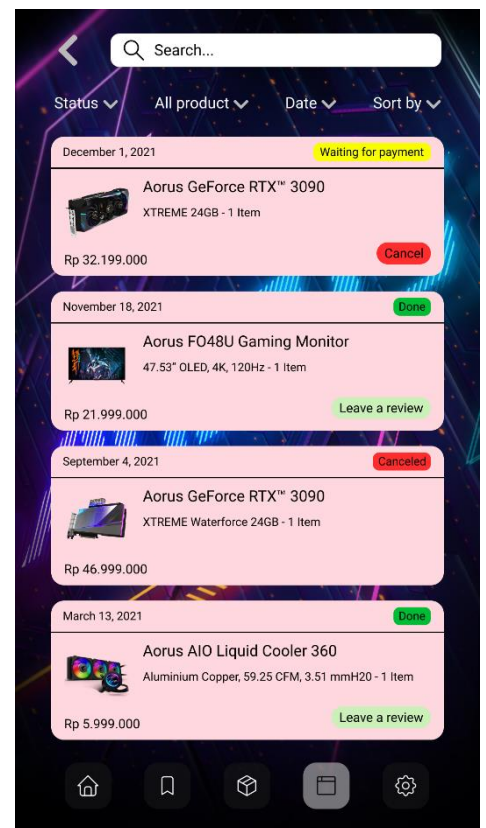 Search...
Status All product Date Sort by
December 1, 2021 Waiting for payment
Aorus GeForce RTX™ 3090
XTREME 24GB - 1 Item
Rp 32.199.000 Cancel
November 18, 2021 Done
Aorus FO48U Gaming Monitor
47.53” OLED, 4K, 120Hz - 1 Item
Rp 21.999.000 Leave a review
September 4, 2021 Canceled
Aorus GeForce RTX™ 3090
XTREME Waterforce 24GB - 1 Item
Rp 46.999.000
March 13, 2021 Done
Aorus AIO Liquid Cooler 360
Aluminium Copper, 59.25 CFM, 3.51 mmH20 - 1 Item
Rp 5.999.000 Leave a review